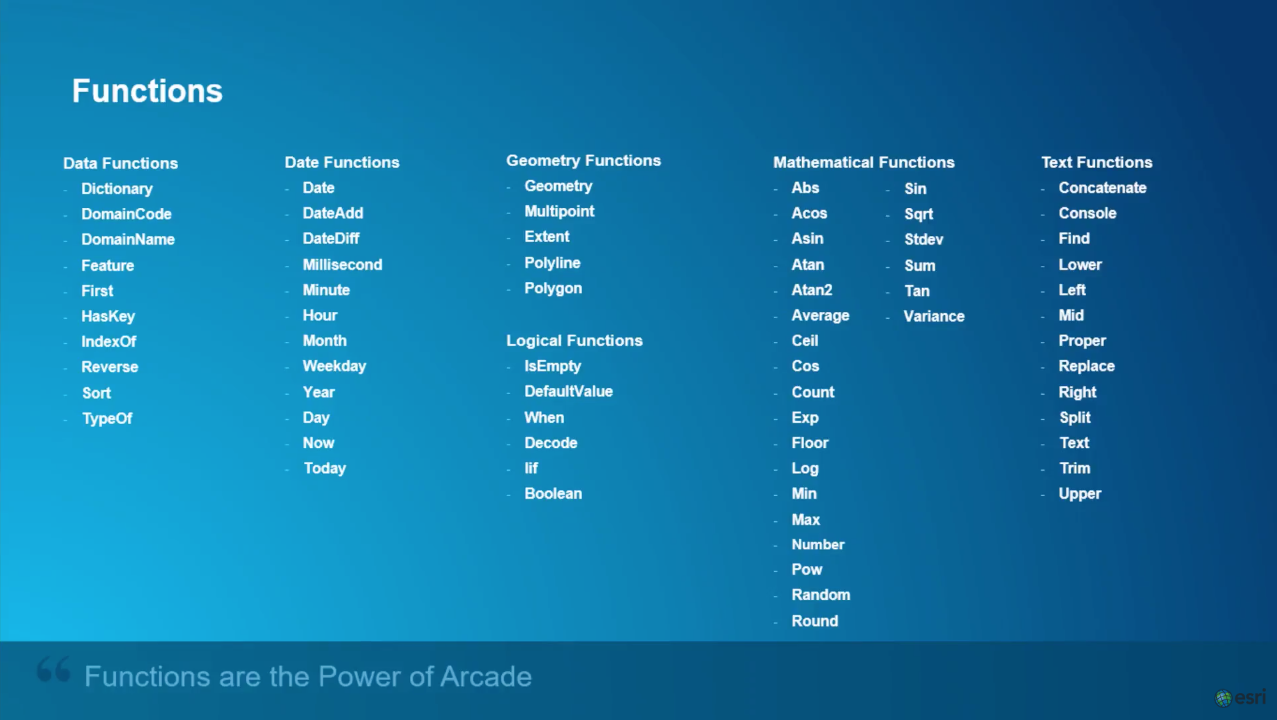 Functions
Data Functions
- Dictionary
- DomainCode
- DomainName
- Feature
- First
- HasKey
- IndexOf
- Reverse
- Sort
- TypeOf
Date Functions
- Date
- DateAdd
- DateDiff
- Millisecond
- Minute
- Hour
- Month
- Weekday
- Year
- Day
- Now
- Today
Geometry Functions
- Geometry
- Multipoint
- Extent
- Polyline
- Polygon
Logical Functions
- IsEmpty
- DefaultValue
- When
- Decode
- Iif
- Boolean
Mathematical Functions
- Abs
- Acos
- Asin
- Atan
- Atan2
- Average
- Ceil
- Cos
- Count
- Exp
- Floor
- Log
- Min
- Max
- Number
- Pow
- Random
- Round
- Sin
- Sqrt
- Stdev
- Sum
- Tan
- Variance
Text Functions
- Concatenate
- Console
- Find
- Lower
- Left
- Mid
- Proper
- Replace
- Right
- Split
- Text
- Trim
- Upper
“ Functions are the Power of Arcade
esri